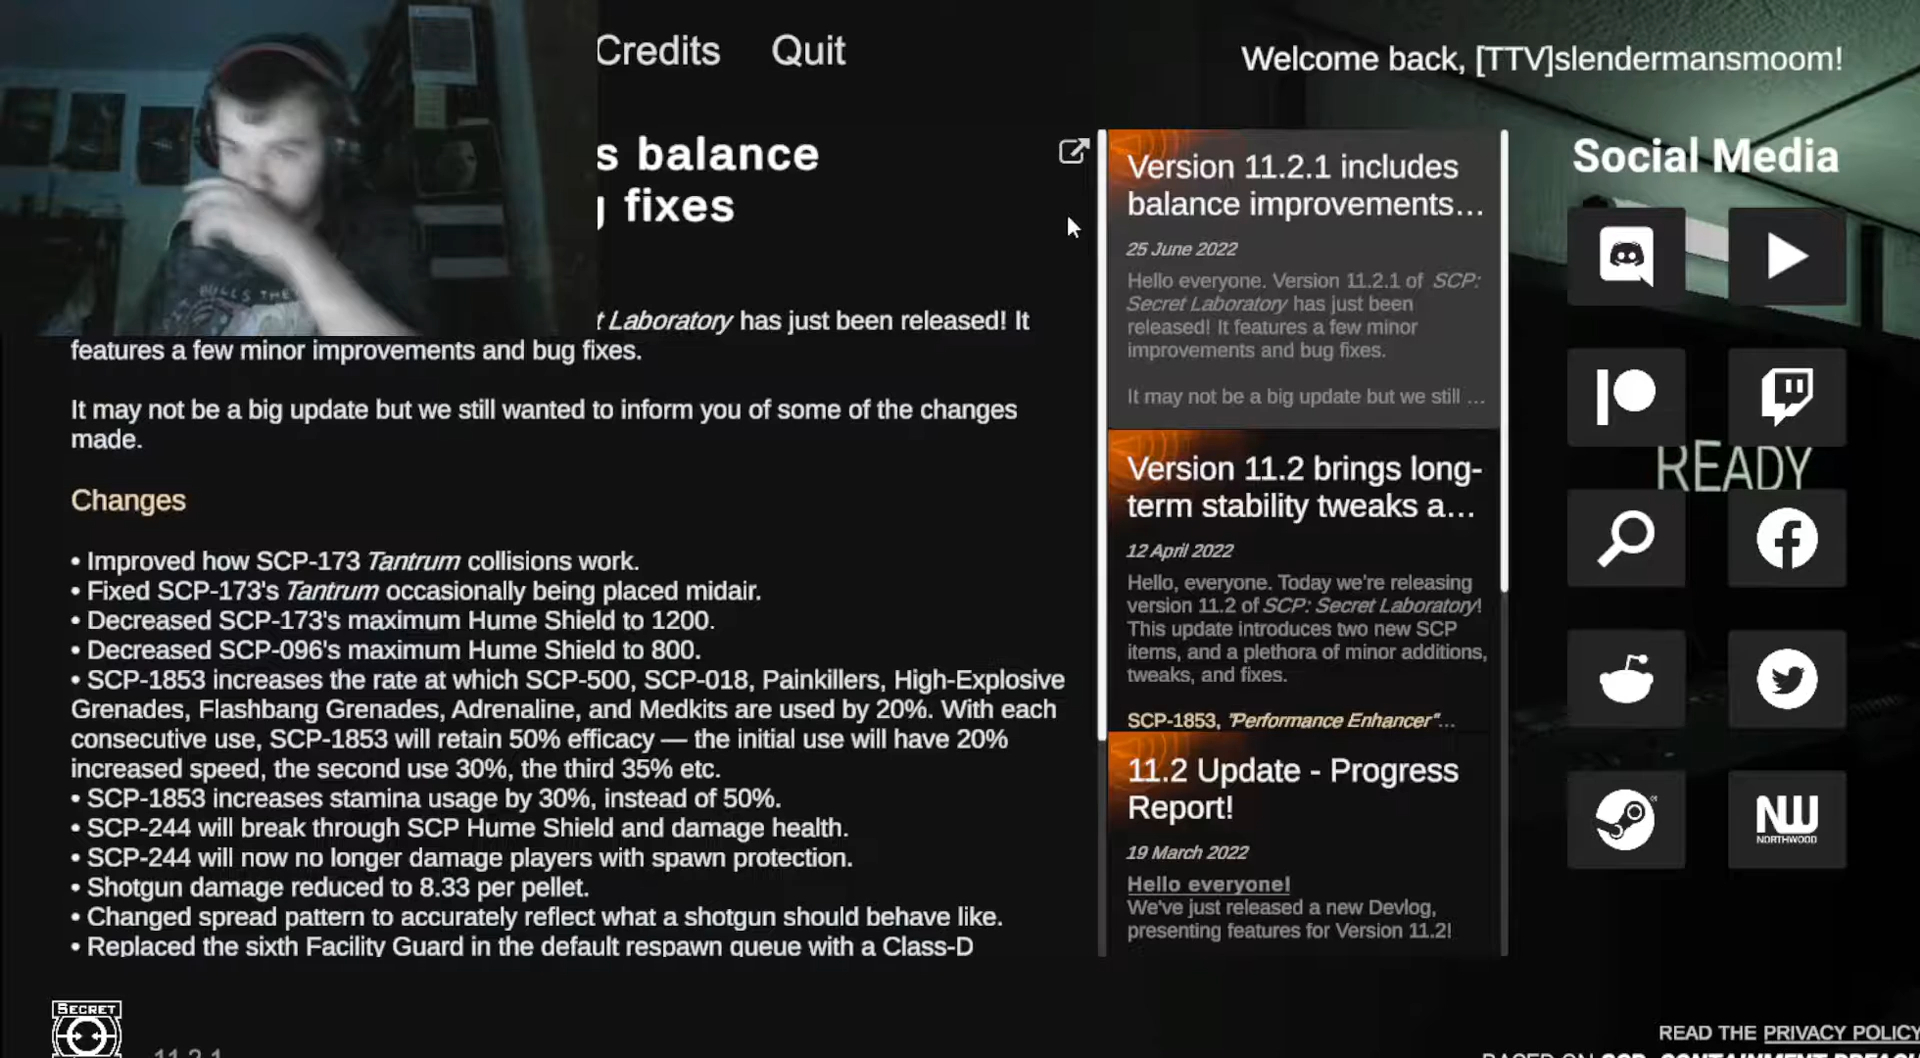 Credits Quit
Welcome back, [TTV]slendermansmoom!
s balance
fixes
t Laboratory has just been released! It
features a few minor improvements and bug fixes.
It may not be a big update but we still wanted to inform you of some of the changes
made.
Changes
• Improved how SCP-173 Tantrum collisions work.
• Fixed SCP-173's Tantrum occasionally being placed midair.
• Decreased SCP-173's maximum Hume Shield to 1200.
• Decreased SCP-096's maximum Hume Shield to 800.
• SCP-1853 increases the rate at which SCP-500, SCP-018, Painkillers, High-Explosive
Grenades, Flashbang Grenades, Adrenaline, and Medkits are used by 20%. With each
consecutive use, SCP-1853 will retain 50% efficacy — the initial use will have 20%
increased speed, the second use 30%, the third 35% etc.
• SCP-1853 increases stamina usage by 30%, instead of 50%.
• SCP-244 will break through SCP Hume Shield and damage health.
• SCP-244 will now no longer damage players with spawn protection.
• Shotgun damage reduced to 8.33 per pellet.
• Changed spread pattern to accurately reflect what a shotgun should behave like.
• Replaced the sixth Facility Guard in the default respawn queue with a Class-D
Version 11.2.1 includes
balance improvements...
25 June 2022
Hello everyone. Version 11.2.1 of SCP:
Secret Laboratory has just been
released! It features a few minor
improvements and bug fixes.
It may not be a big update but we still ...
Version 11.2 brings long-
term stability tweaks a...
12 April 2022
Hello, everyone. Today we're releasing
version 11.2 of SCP: Secret Laboratory!
This update introduces two new SCP
items, and a plethora of minor additions,
tweaks, and fixes.
SCP-1853, "Performance Enhancer"...
11.2 Update - Progress
Report!
19 March 2022
Hello everyone!
We've just released a new Devlog,
presenting features for Version 11.2!
Social Media
READY
NW
NORTHWOOD
SECRET
11.2.1
READ THE PRIVACY POLICY
BASED ON SCP: CONTAINMENT BREACH